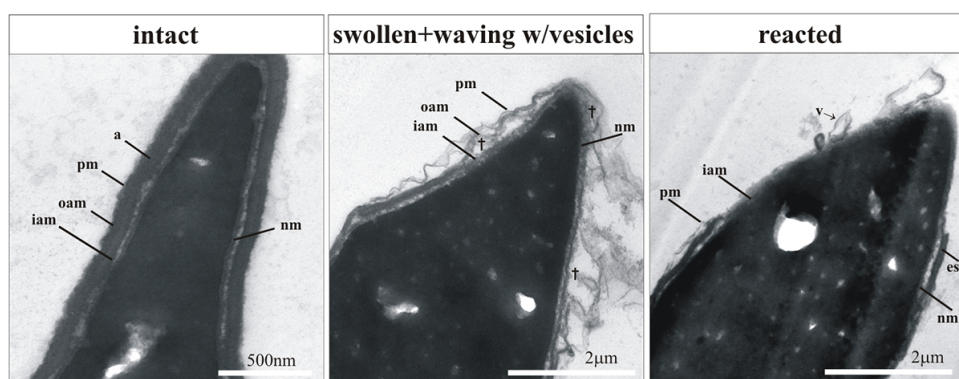 intact
swollen+waving w/vesicles
reacted
a
pm
oam
iam
nm
500nm
pm
oam
iam
†
†
nm
†
2µm
v
iam
pm
es
nm
2µm